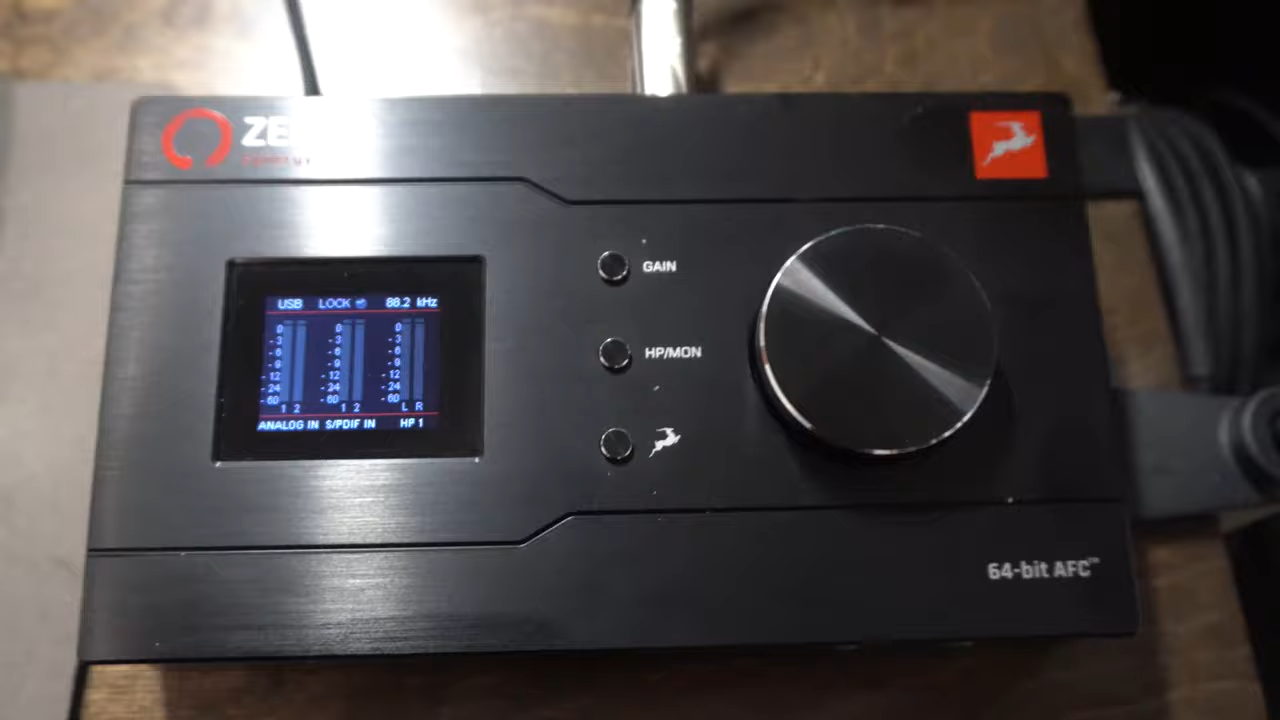 ZE
USB LOCK 88.2 kHz
0 0 0
-3 -3 -3
-6 -6 -6
-9 -9 -9
-12 -12 -12
-24 -24 -24
-60 -60 -60
1 2 1 2 L R
ANALOG IN S/PDIF IN HP 1
GAIN
HP/MON
64-bit AFC™